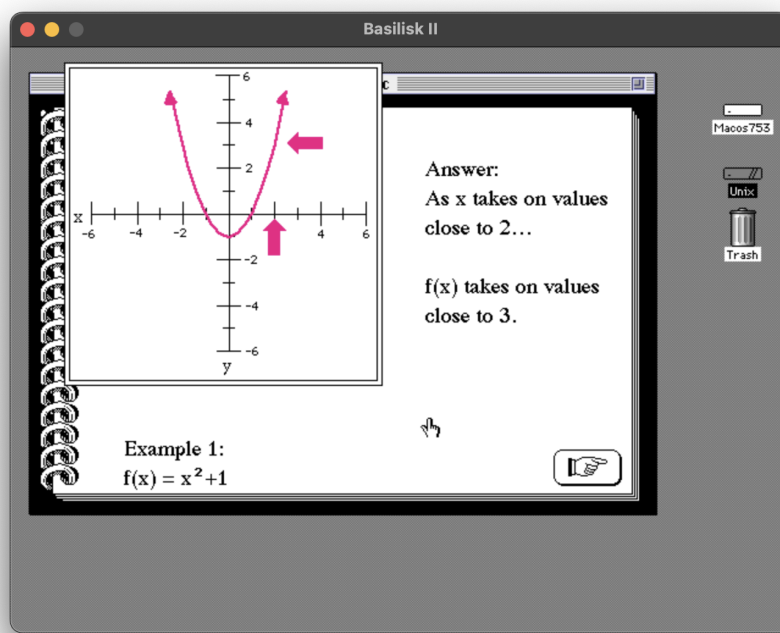 Basilisk II
c
6
4
2
x
-6
-4
-2
4
6
-2
-4
-6
y
Answer:
As x takes on values
close to 2...
f(x) takes on values
close to 3.
Example 1:
f(x) = x²+1
Macos753
Unix
Trash